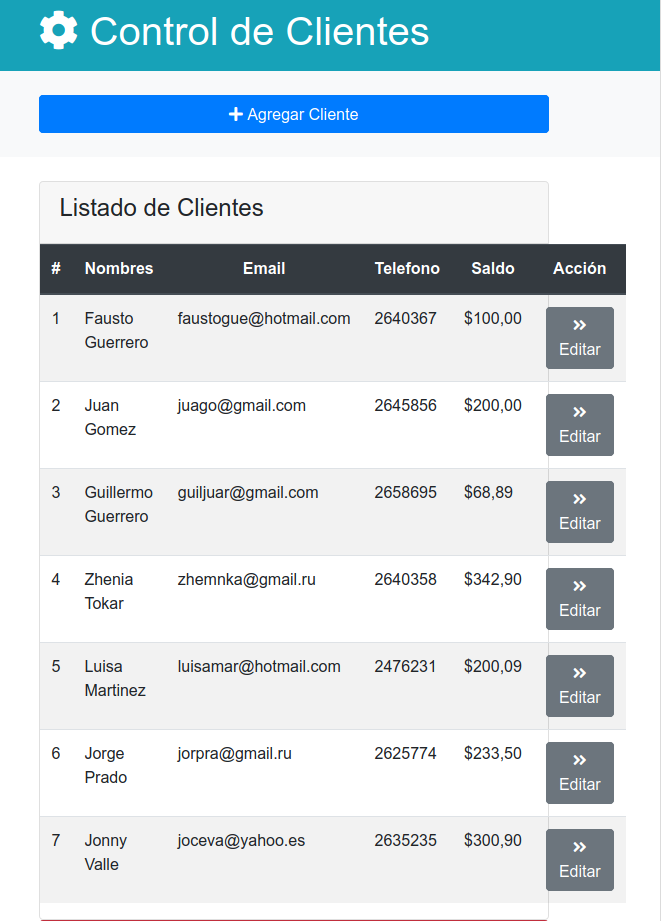 Control de Clientes
Agregar Cliente
Listado de Clientes
# Nombres Email Telefono Saldo Acción
1 Fausto Guerrero faustogue@hotmail.com 2640367 $100,00 Editar
2 Juan Gomez juago@gmail.com 2645856 $200,00 Editar
3 Guillermo Guerrero guiljuar@gmail.com 2658695 $68,89 Editar
4 Zhenia Tokar zhemnka@gmail.ru 2640358 $342,90 Editar
5 Luisa Martinez luisamar@hotmail.com 2476231 $200,09 Editar
6 Jorge Prado jorpra@gmail.ru 2625774 $233,50 Editar
7 Jonny Valle joceva@yahoo.es 2635235 $300,90 Editar